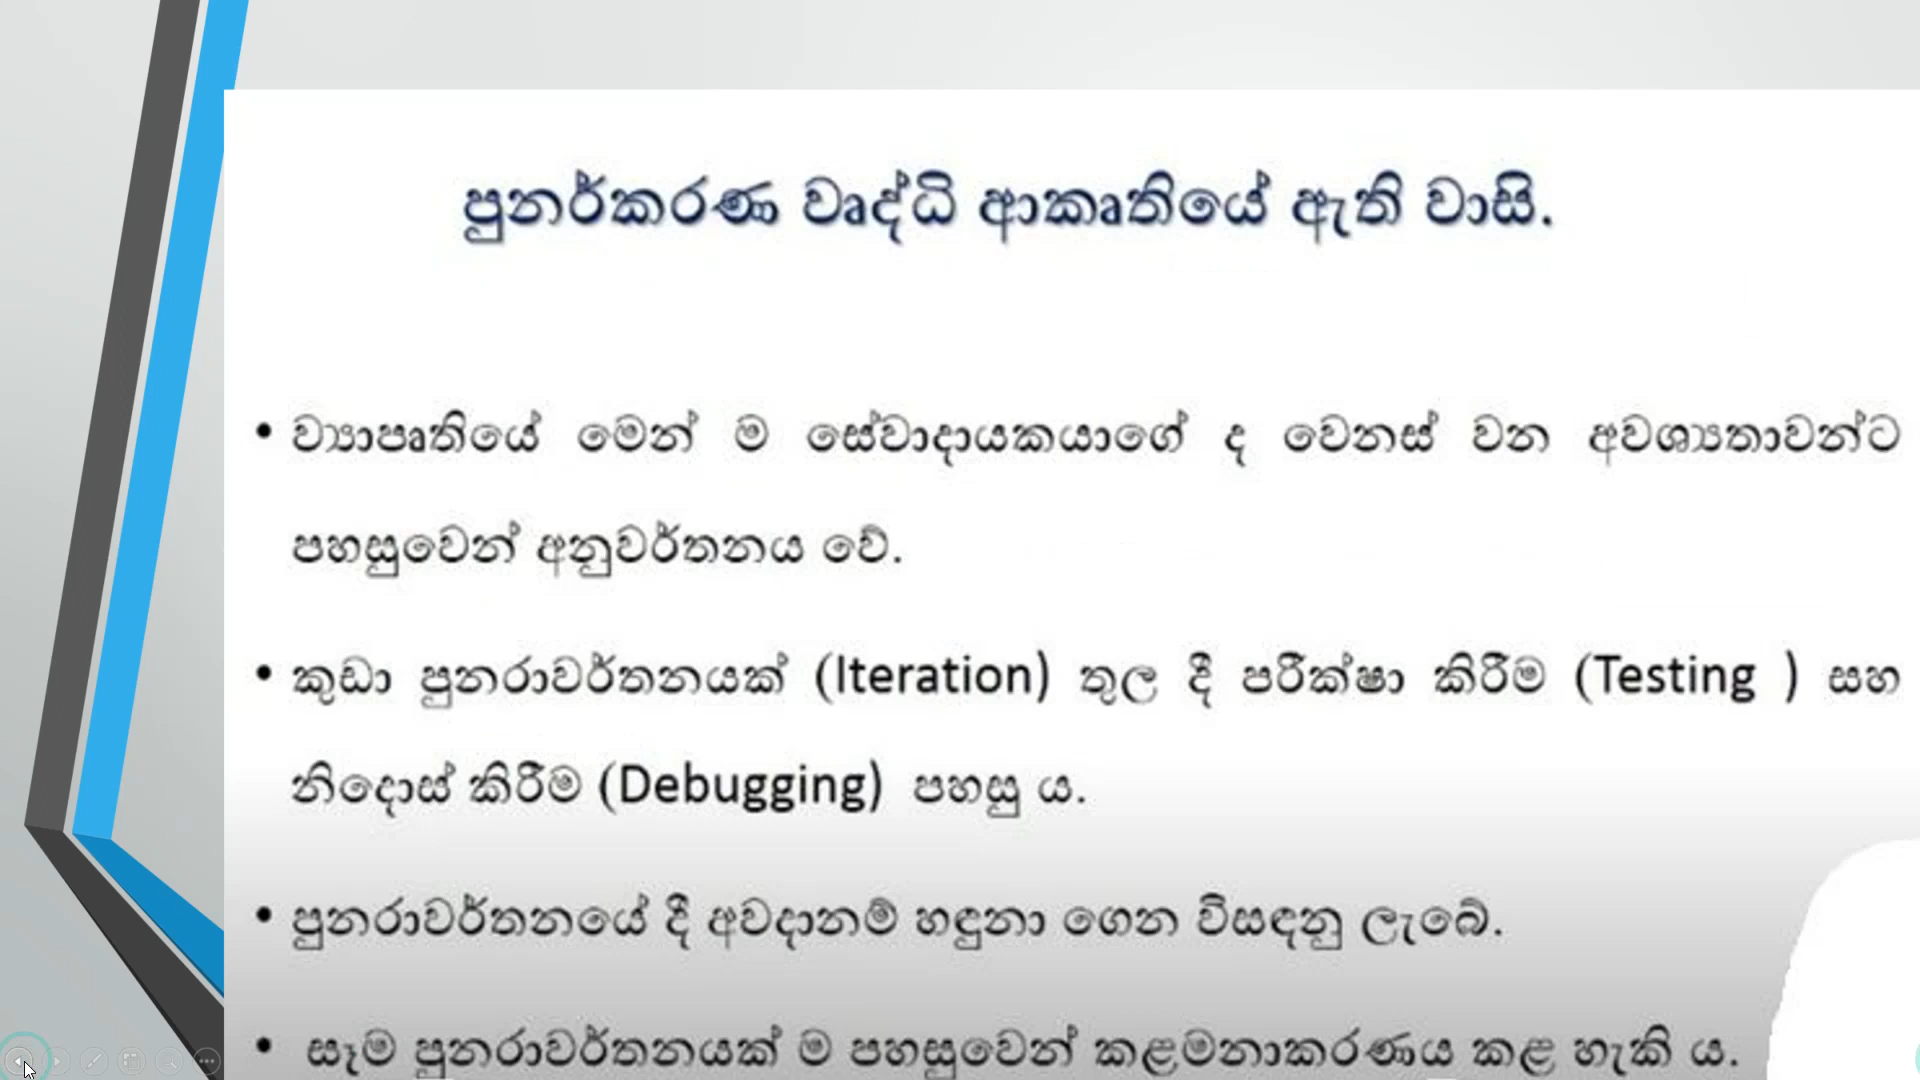 පුනර්කරණ වෘද්ධි ආකෘතියේ ඇති වාසි.
• ව්‍යාපෘතියේ මෙන් ම සේවාදායකයාගේ ද වෙනස් වන අවශ්‍යතාවන්ට
පහසුවෙන් අනුවර්තනය වේ.
• කුඩා පුනරාවර්තනයක් (Iteration) තුල දී පරීක්ෂා කිරීම (Testing ) සහ
නිදොස් කිරීම (Debugging) පහසු ය.
• පුනරාවර්තනයේ දී අවදානම් හඳුනා ගෙන විසඳනු ලැබේ.
• සෑම පුනරාවර්තනයක් ම පහසුවෙන් කළමනාකරණය කළ හැකි ය.